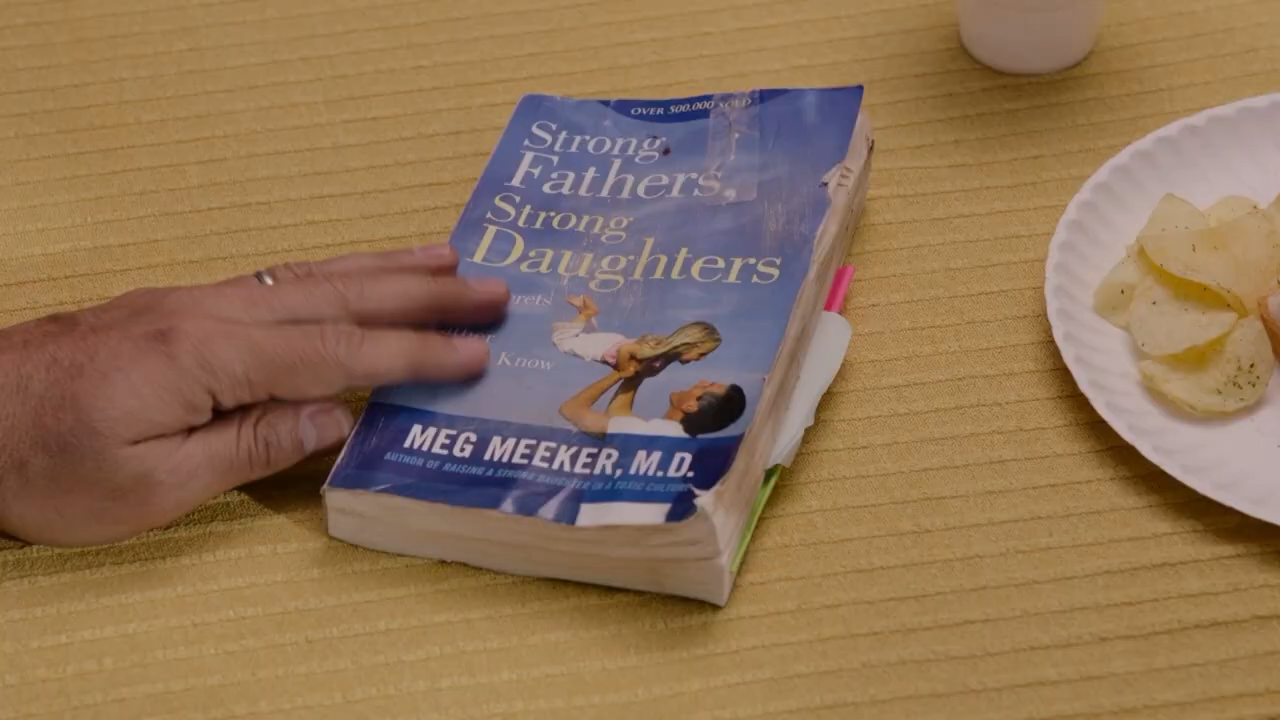 OVER 500,000 SOLD
Strong
Fathers,
Strong
Daughters
Know
MEG MEEKER, M.D.
AUTHOR OF RAISING A STRONG DAUGHTER IN A TOXIC CULTURE